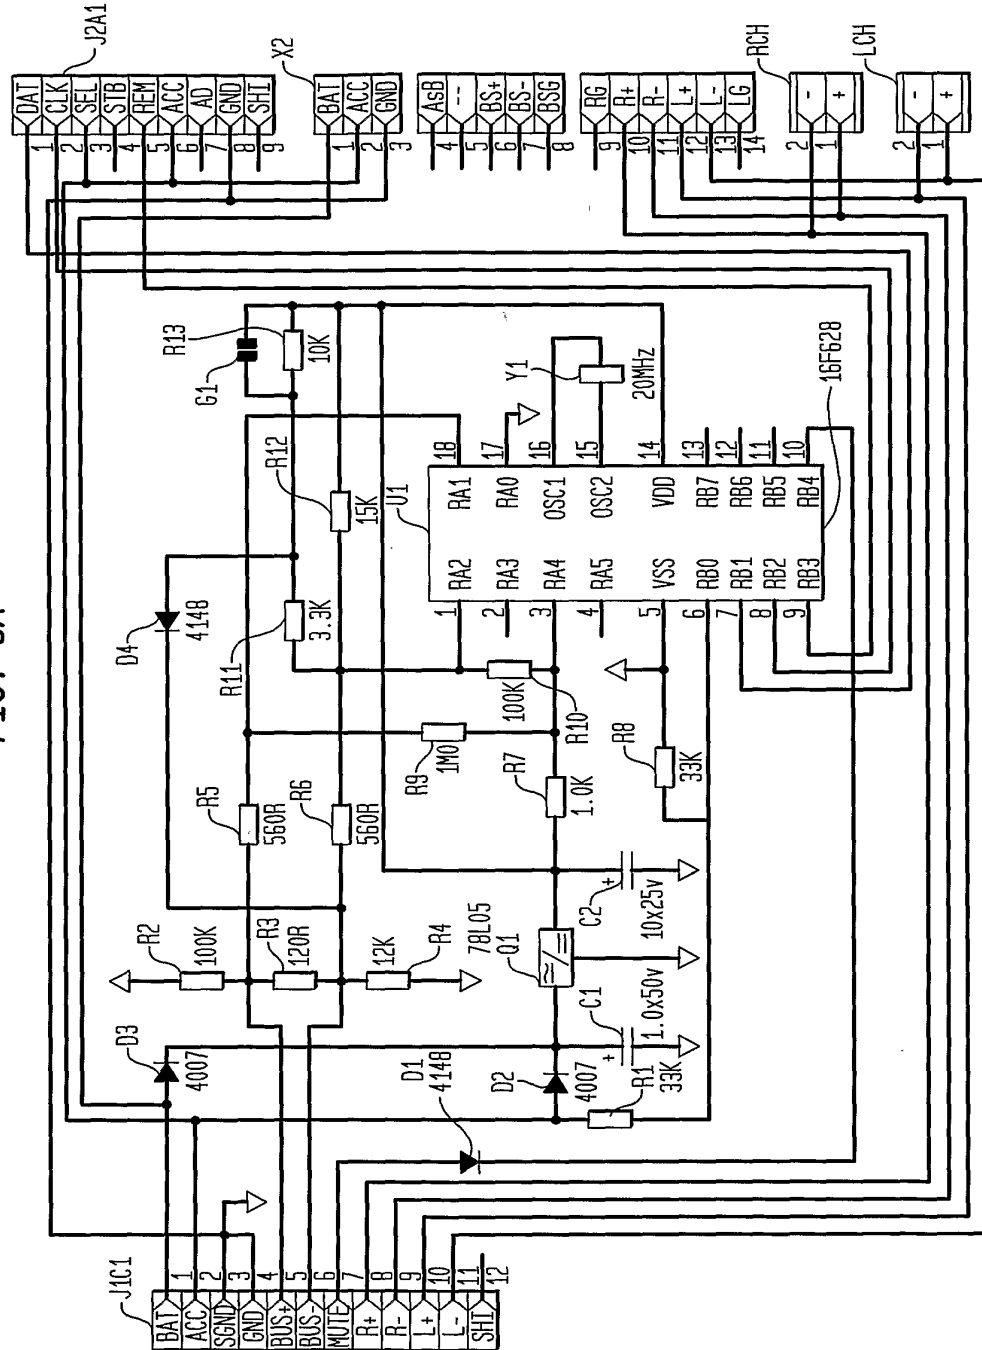 J2A1
DAT
CLK
SEL
STB
REM
ACC
AD
GND
SHI
1
2
3
4
5
6
7
8
9
X2
BAT
ACC
GND
1
2
3
AsB
--
BS+
BS-
BSG
4
5
6
7
8
RG
R+
R-
L+
L-
LG
9
10
11
12
13
14
RCH
-
+
2
1
LCH
-
+
2
1
R13
10K
G1
R12
15K
D4
4148
R11
3.3K
Y1
20MHz
U1
16F628
18
17
16
15
14
13
12
11
10
RA1
RA0
OSC1
OSC2
VDD
RB7
RB6
RB5
RB4
RA2
RA3
RA4
RA5
VSS
RB0
RB1
RB2
RB3
1
2
3
4
5
6
7
8
9
R5
560R
R6
560R
R9
1M0
100K
R10
R7
1.0K
R8
33K
R2
100K
R3
120R
12K
R4
78L05
Q1
C2
+
10x25v
C1
+
1.0x50v
D3
4007
D1
4148
D2
4007
R1
33K
J1C1
BAT
ACC
SGND
GND
BUS+
BUS-
MUTE
R+
R-
L+
L-
SHI
1
2
3
4
5
6
7
8
9
10
11
12